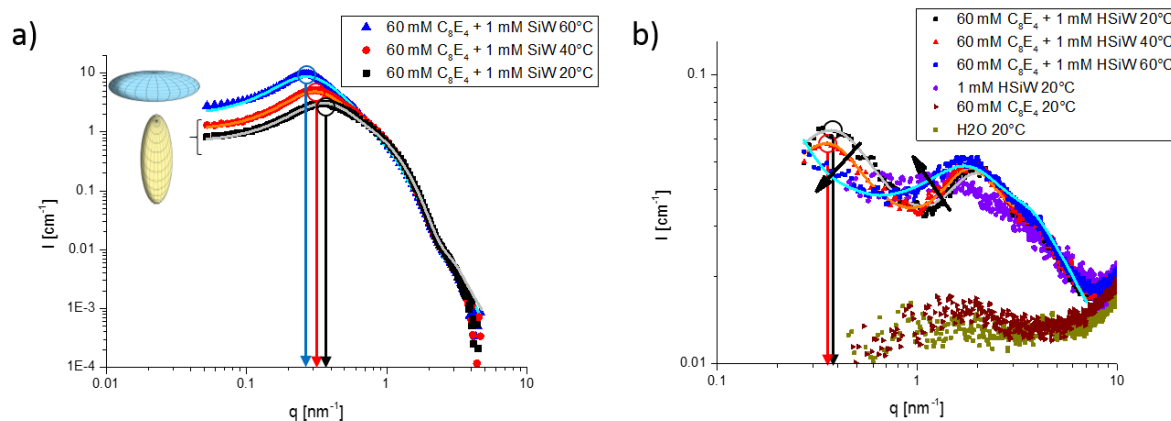 a)
60 mM C₈E₄ + 1 mM SiW 60°C
60 mM C₈E₄ + 1 mM SiW 40°C
60 mM C₈E₄ + 1 mM SiW 20°C
10
1
0.1
0.01
1E-3
1E-4
I [cm⁻¹]
0.01
0.1
1
10
q [nm⁻¹]
b)
60 mM C₈E₄ + 1 mM HSiW 20°C
60 mM C₈E₄ + 1 mM HSiW 40°C
60 mM C₈E₄ + 1 mM HSiW 60°C
1 mM HSiW 20°C
60 mM C₈E₄ 20°C
H2O 20°C
0.1
0.01
I [cm⁻¹]
0.1
1
10
q [nm⁻¹]